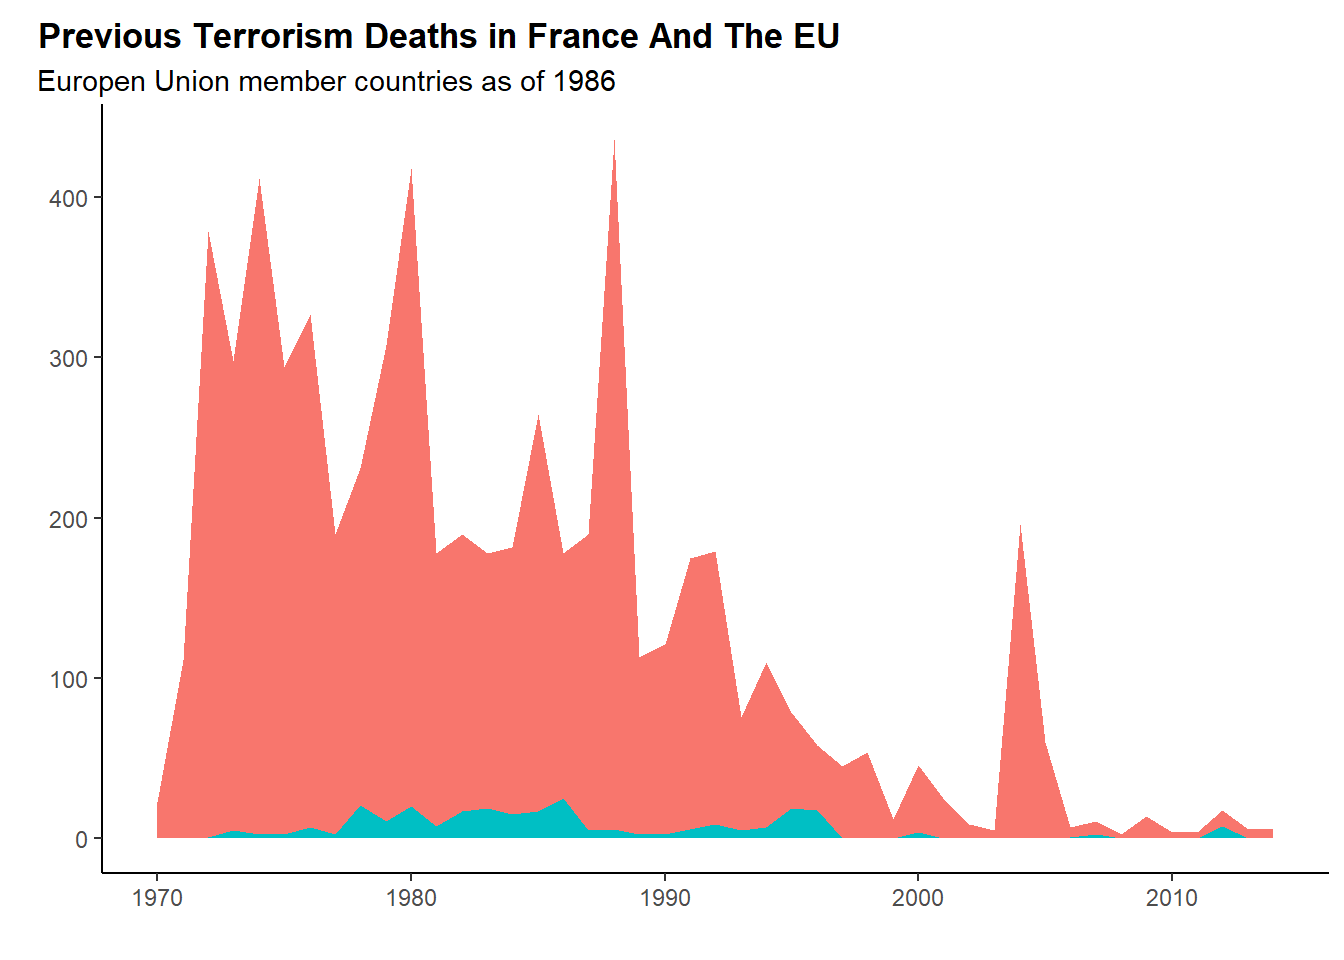 Previous Terrorism Deaths in France And The EU
Europen Union member countries as of 1986
400
300
200
100
0
1970 1980 1990 2000 2010